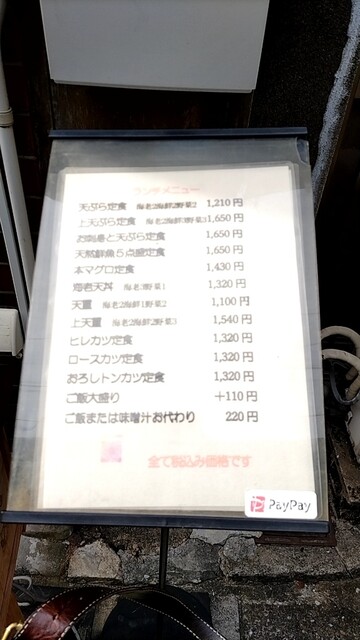 ランチメニュー
天ぷら定食 海老2海鮮2野菜2 1,210円
上天ぷら定食 海老2海鮮3野菜3 1,650円
お刺身と天ぷら定食 1,650円
天然鮮魚5点盛定食 1,650円
本マグロ定食 1,430円
海老天丼 海老3野菜1 1,320円
天重 海老2海鮮1野菜2 1,100円
上天重 海老2海鮮2野菜3 1,540円
ヒレカツ定食 1,320円
ロースカツ定食 1,320円
おろしトンカツ定食 1,320円
ご飯大盛り +110円
ご飯または味噌汁お代わり 220円
全て税込み価格です
PayPay